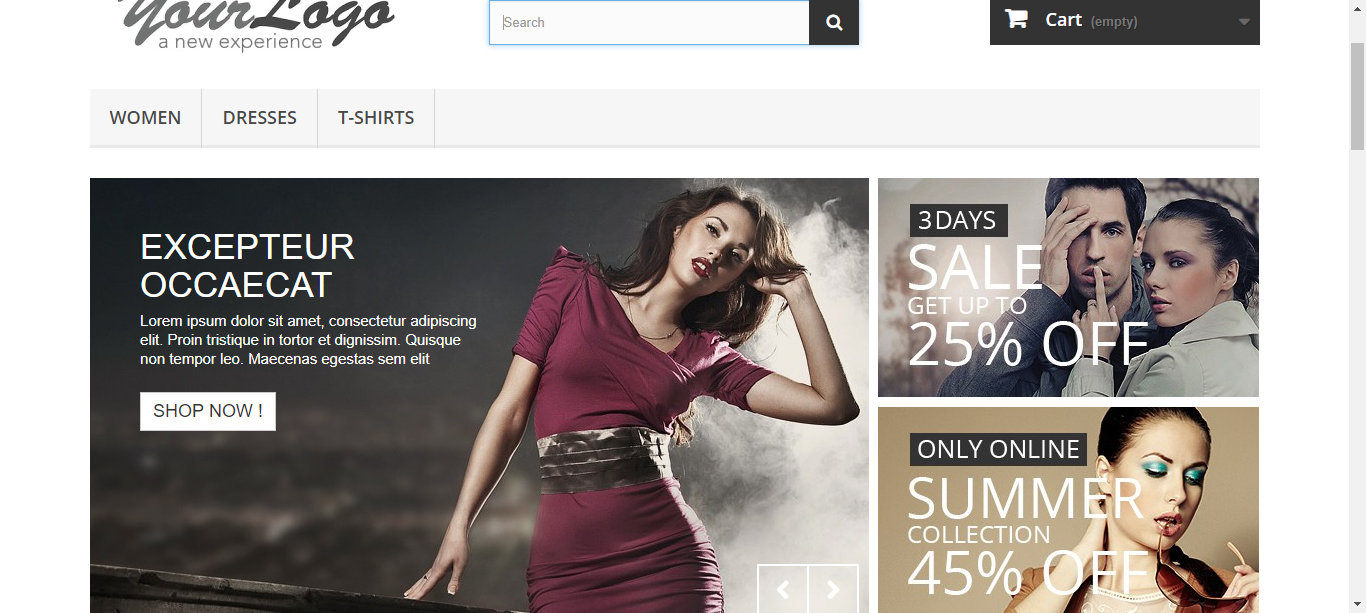 YourLogo
a new experience
Search
Cart (empty)
WOMEN
DRESSES
T-SHIRTS
EXCEPTEUR
OCCAECAT
Lorem ipsum dolor sit amet, consectetur adipiscing
elit. Proin tristique in tortor et dignissim. Quisque
non tempor leo. Maecenas egestas sem elit
SHOP NOW !
3 DAYS
SALE
GET UP TO
25% OFF
ONLY ONLINE
SUMMER
COLLECTION
45% OFF